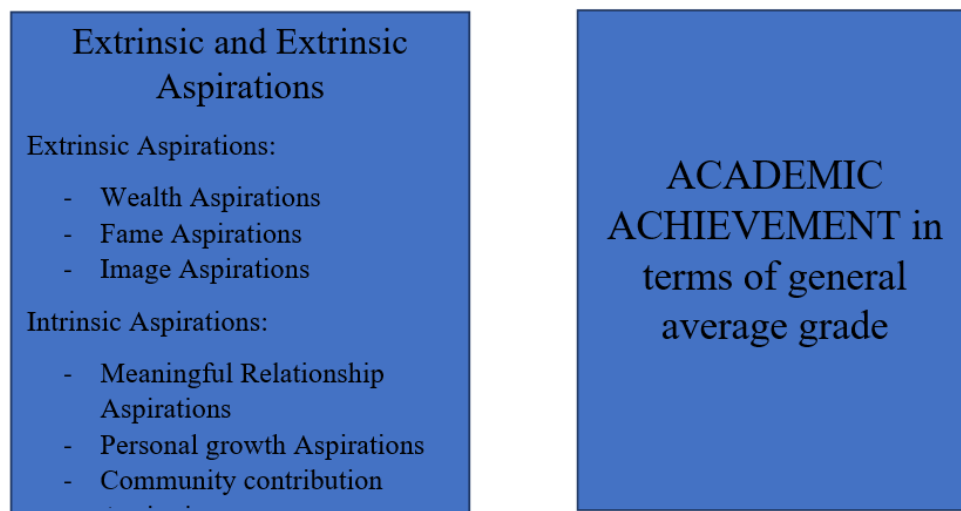 Extrinsic and Extrinsic
Aspirations
Extrinsic Aspirations:
- Wealth Aspirations
- Fame Aspirations
- Image Aspirations
Intrinsic Aspirations:
- Meaningful Relationship
Aspirations
- Personal growth Aspirations
- Community contribution
ACADEMIC
ACHIEVEMENT in
terms of general
average grade